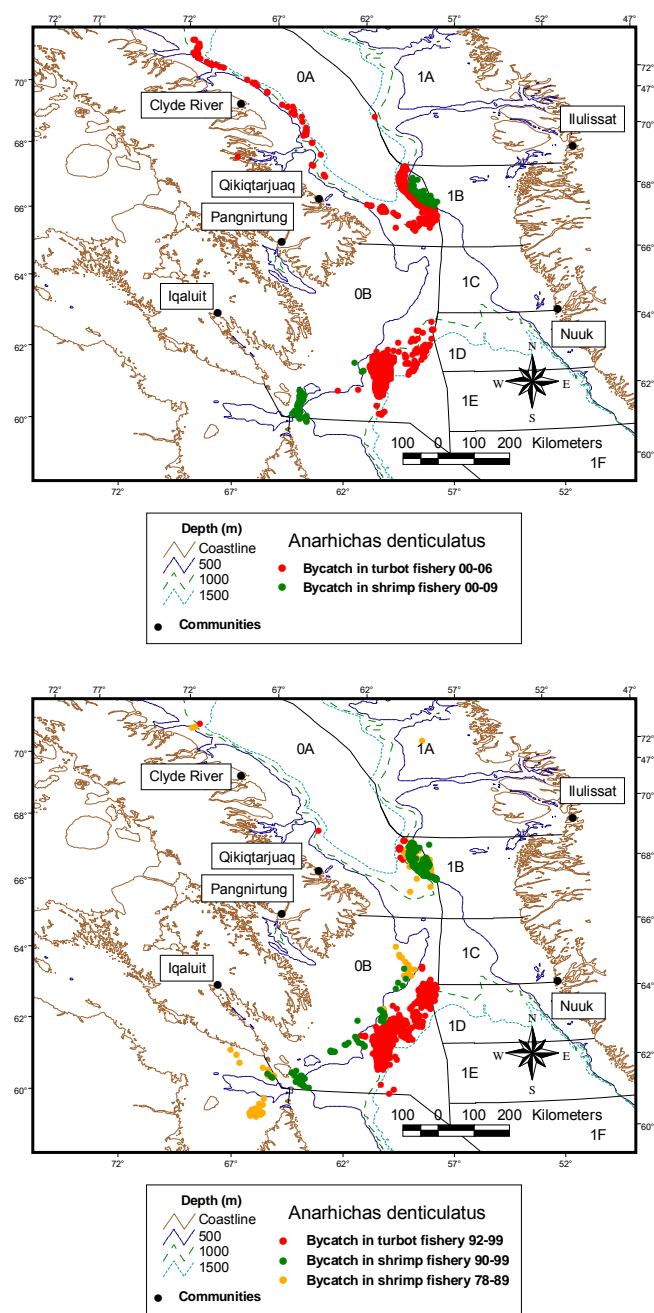 72° 77° 72° 67° 62° 57° 52° 47°
0A
1A
70°
72°
47°
Clyde River
Ilulissat
70°
68°
Qikiqtarjuaq
1B
68°
Pangnirtung
66°
64°
0B
1C
Iqaluit
64°
62°
Nuuk
1D
N
W E
S
62°
1E
60°
100 0 100 200 Kilometers
1F
60°
72° 67° 62° 57° 52°
Depth (m)
Coastline
500
1000
1500
Communities
Anarhichas denticulatus
Bycatch in turbot fishery 00-06
Bycatch in shrimp fishery 00-09
72° 77° 72° 67° 62° 57° 52° 47°
0A
1A
70°
72°
Clyde River
Ilulissat
70°
68°
Qikiqtarjuaq
1B
68°
Pangnirtung
66°
64°
0B
1C
Iqaluit
64°
62°
Nuuk
1D
N
W E
S
62°
1E
60°
100 0 100 200 Kilometers
1F
60°
72° 67° 62° 57° 52°
Depth (m)
Coastline
500
1000
1500
Communities
Anarhichas denticulatus
Bycatch in turbot fishery 92-99
Bycatch in shrimp fishery 90-99
Bycatch in shrimp fishery 78-89